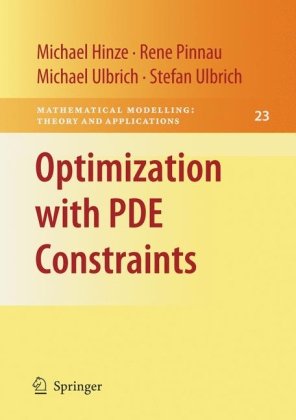 Michael Hinze · Rene Pinnau
Michael Ulbrich · Stefan Ulbrich
MATHEMATICAL MODELLING:
THEORY AND APPLICATIONS
23
Optimization
with PDE
Constraints
Springer